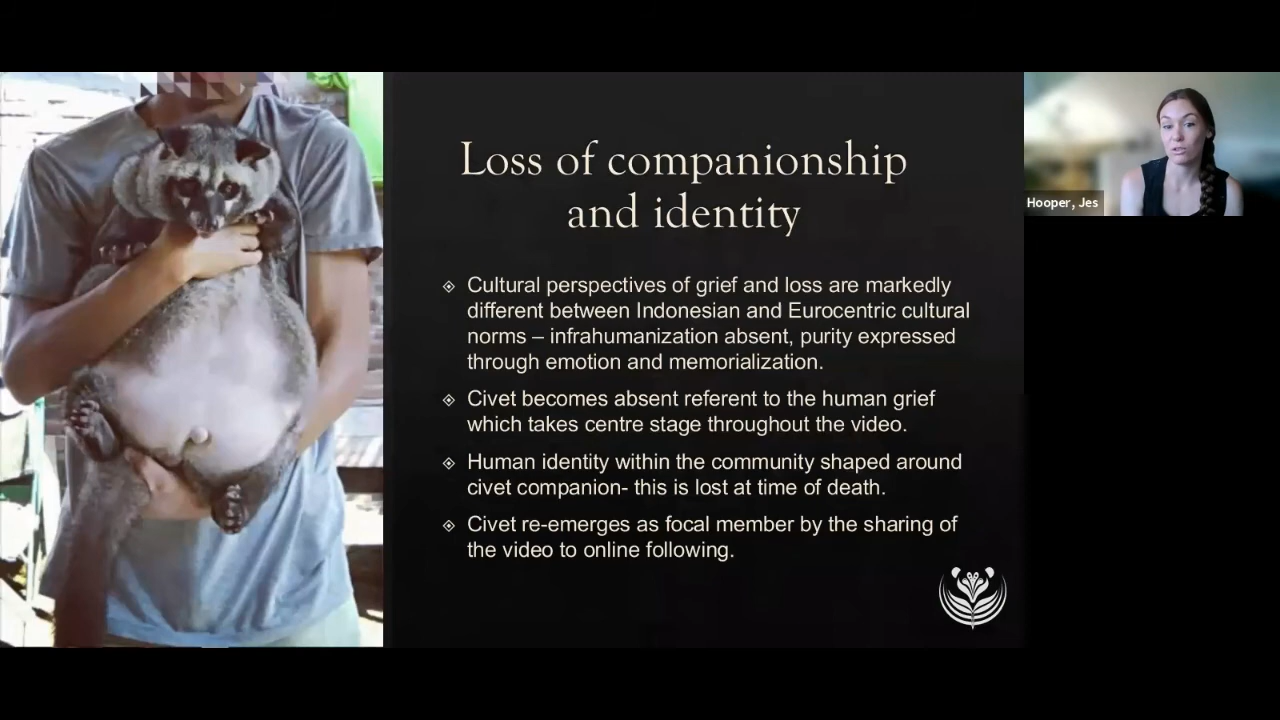 Loss of companionship
and identity
Cultural perspectives of grief and loss are markedly
different between Indonesian and Eurocentric cultural
norms – infrahumanization absent, purity expressed
through emotion and memorialization.
Civet becomes absent referent to the human grief
which takes centre stage throughout the video.
Human identity within the community shaped around
civet companion- this is lost at time of death.
Civet re-emerges as focal member by the sharing of
the video to online following.
Hooper, Jes